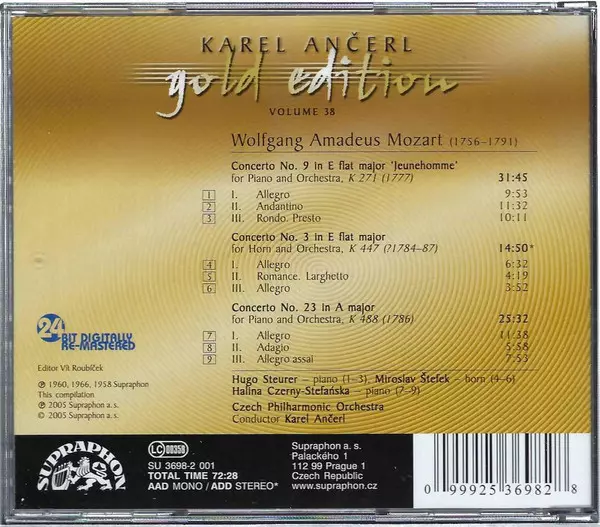 KAREL ANČERL
gold edition
VOLUME 38
Wolfgang Amadeus Mozart (1756–1791)
Concerto No. 9 in E flat major 'Jeunehomme'
for Piano and Orchestra, K 271 (1777) 31:45
1 I. Allegro 9:53
2 II. Andantino 11:32
3 III. Rondo. Presto 10:11
Concerto No. 3 in E flat major
for Horn and Orchestra, K 447 (?1784–87) 14:50*
4 I. Allegro 6:32
5 II. Romance. Larghetto 4:19
6 III. Allegro 3:52
Concerto No. 23 in A major
for Piano and Orchestra, K 488 (1786) 25:32
7 I. Allegro 11:38
8 II. Adagio 5:58
9 III. Allegro assai 7:53
24
BIT DIGITALLY
RE-MASTERED
Editor Vít Roubíček
℗ 1960, 1966, 1958 Supraphon
This compilation
℗ 2005 Supraphon a. s.
© 2005 Supraphon a. s.
Hugo Steurer – piano (1–3), Miroslav Štefek – horn (4–6)
Halina Czerny-Stefańska – piano (7–9)
Czech Philharmonic Orchestra
Conductor Karel Ančerl
SUPRAPHON
LC 00358
SU 3698-2 001
TOTAL TIME 72:28
AAD MONO / ADD STEREO*
Supraphon a. s.
Palackého 1
112 99 Prague 1
Czech Republic
www.supraphon.cz
0 99925 36982 8